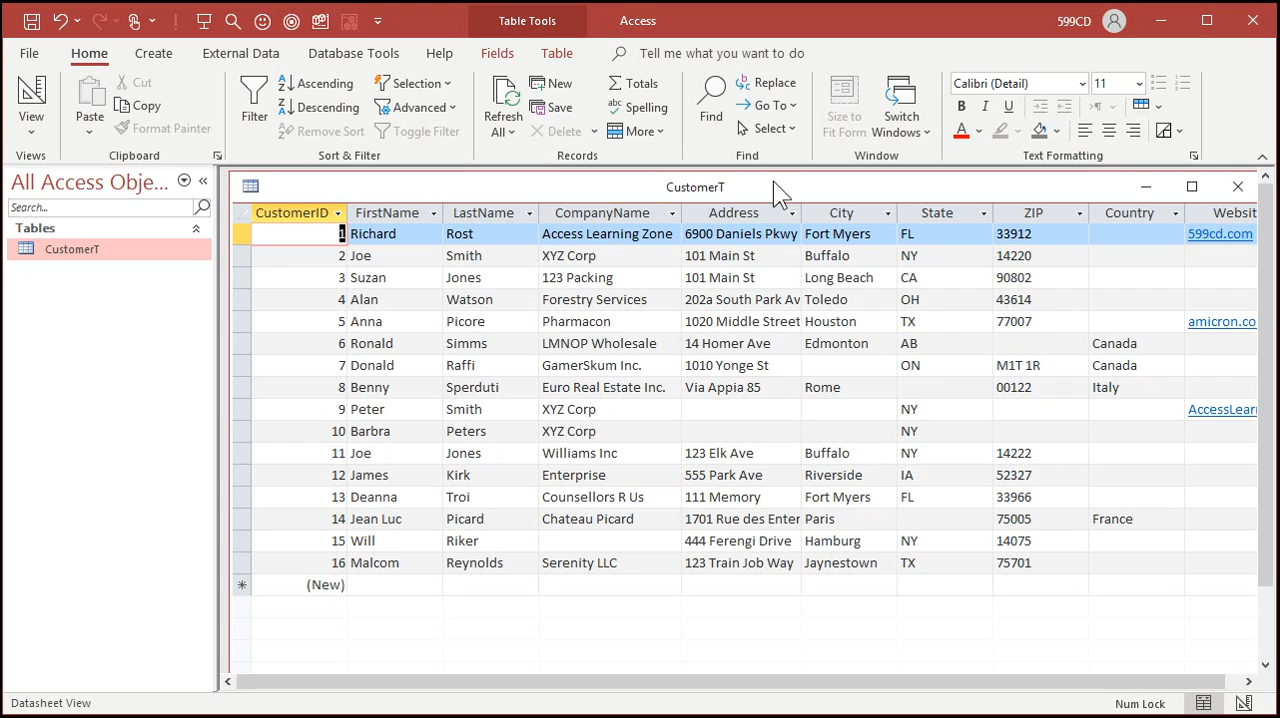 Table Tools
Access
599CD
File Home Create External Data Database Tools Help Fields Table Tell me what you want to do
View
Views
Paste
Cut
Copy
Format Painter
Clipboard
Filter
Ascending
Descending
Remove Sort
Selection
Advanced
Toggle Filter
Sort & Filter
Refresh
All
New
Save
Delete
Totals
Spelling
More
Records
Find
Replace
Go To
Select
Find
Size to
Fit Form
Switch
Windows
Window
Calibri (Detail) 11
B I U
A
Text Formatting
All Access Obje...
Search...
Tables
CustomerT
CustomerT
CustomerID FirstName LastName CompanyName Address City State ZIP Country Websit
1 Richard Rost Access Learning Zone 6900 Daniels Pkwy Fort Myers FL 33912 599cd.com
2 Joe Smith XYZ Corp 101 Main St Buffalo NY 14220
3 Suzan Jones 123 Packing 101 Main St Long Beach CA 90802
4 Alan Watson Forestry Services 202a South Park Av Toledo OH 43614
5 Anna Picore Pharmacon 1020 Middle Street Houston TX 77007 amicron.co
6 Ronald Simms LMNOP Wholesale 14 Homer Ave Edmonton AB Canada
7 Donald Raffi GamerSkum Inc. 1010 Yonge St ON M1T 1R Canada
8 Benny Sperduti Euro Real Estate Inc. Via Appia 85 Rome 00122 Italy
9 Peter Smith XYZ Corp NY AccessLearn
10 Barbra Peters XYZ Corp NY
11 Joe Jones Williams Inc 123 Elk Ave Buffalo NY 14222
12 James Kirk Enterprise 555 Park Ave Riverside IA 52327
13 Deanna Troi Counsellors R Us 111 Memory Fort Myers FL 33966
14 Jean Luc Picard Chateau Picard 1701 Rue des Enter Paris 75005 France
15 Will Riker 444 Ferengi Drive Hamburg NY 14075
16 Malcom Reynolds Serenity LLC 123 Train Job Way Jaynestown TX 75701
(New)
Datasheet View
Num Lock